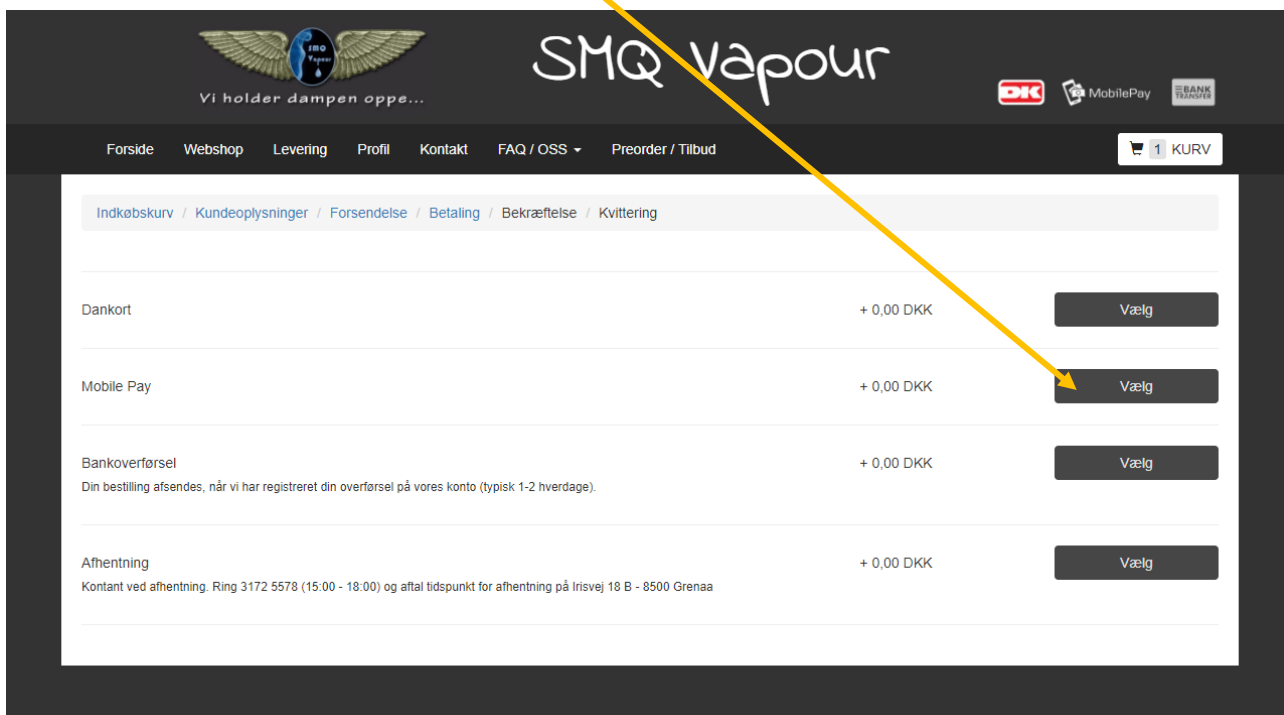 smo
Vapour
Vi holder dampen oppe...
SMQ Vapour
DK MobilePay BANK TRANSFER
Forside Webshop Levering Profil Kontakt FAQ / OSS Preorder / Tilbud 1 KURV
Indkøbskurv / Kundeoplysninger / Forsendelse / Betaling / Bekræftelse / Kvittering
Dankort + 0,00 DKK Vælg
Mobile Pay + 0,00 DKK Vælg
Bankoverførsel + 0,00 DKK Vælg
Din bestilling afsendes, når vi har registreret din overførsel på vores konto (typisk 1-2 hverdage).
Afhentning + 0,00 DKK Vælg
Kontant ved afhentning. Ring 3172 5578 (15:00 - 18:00) og aftal tidspunkt for afhentning på Irisvej 18 B - 8500 Grenaa